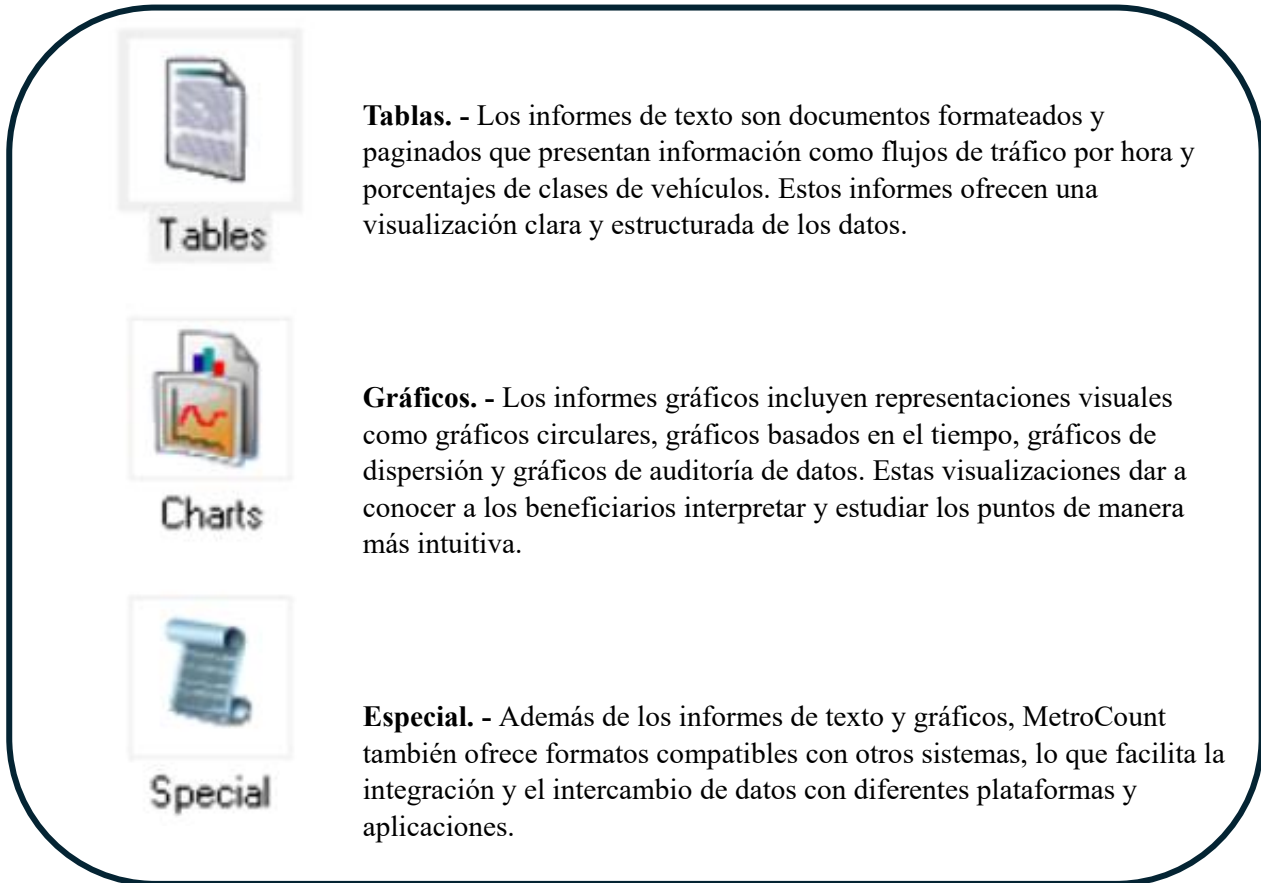 Tables
Tablas. - Los informes de texto son documentos formateados y
paginados que presentan información como flujos de tráfico por hora y
porcentajes de clases de vehículos. Estos informes ofrecen una
visualización clara y estructurada de los datos.
Charts
Gráficos. - Los informes gráficos incluyen representaciones visuales
como gráficos circulares, gráficos basados en el tiempo, gráficos de
dispersión y gráficos de auditoría de datos. Estas visualizaciones dar a
conocer a los beneficiarios interpretar y estudiar los puntos de manera
más intuitiva.
Special
Especial. - Además de los informes de texto y gráficos, MetroCount
también ofrece formatos compatibles con otros sistemas, lo que facilita la
integración y el intercambio de datos con diferentes plataformas y
aplicaciones.